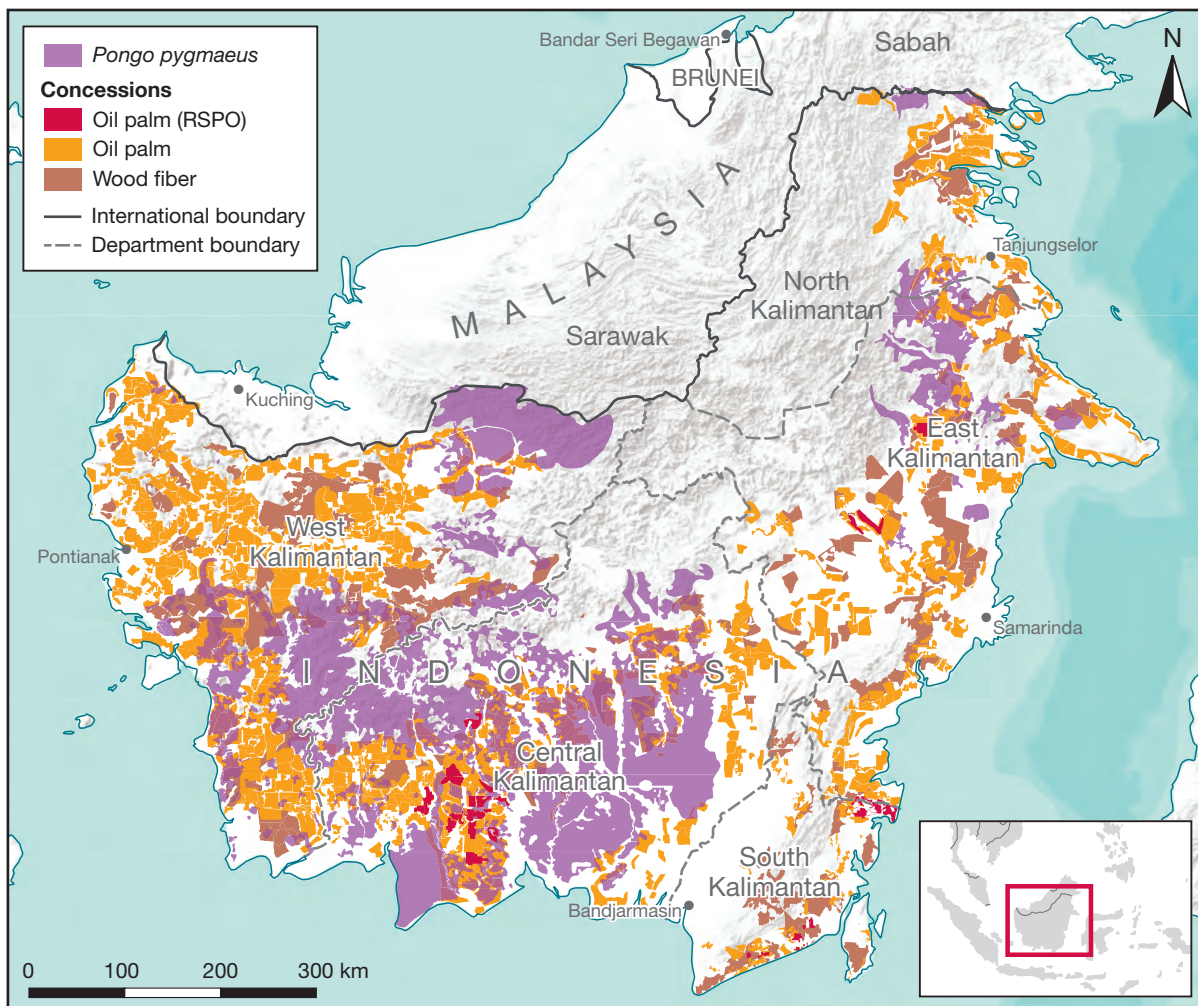 Pongo pygmaeus
Concessions
Oil palm (RSPO)
Oil palm
Wood fiber
International boundary
Department boundary
Bandar Seri Begawan
BRUNEI
Sabah
N
MALAYSIA
Sarawak
North
Kalimantan
Tanjungselor
Kuching
East
Kalimantan
West
Kalimantan
Pontianak
Samarinda
INDONESIA
Central
Kalimantan
South
Kalimantan
Bandjarmasin
0 100 200 300 km